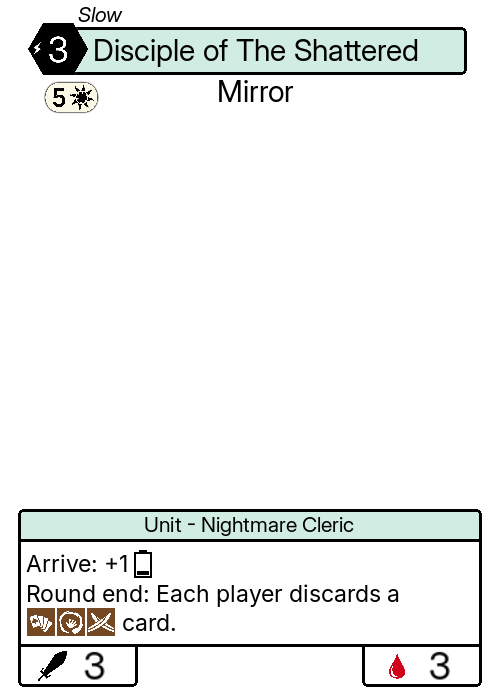 Slow
3 Disciple of The Shattered
Mirror
5
Unit - Nightmare Cleric
Arrive: +1
Round end: Each player discards a
card.
3 3